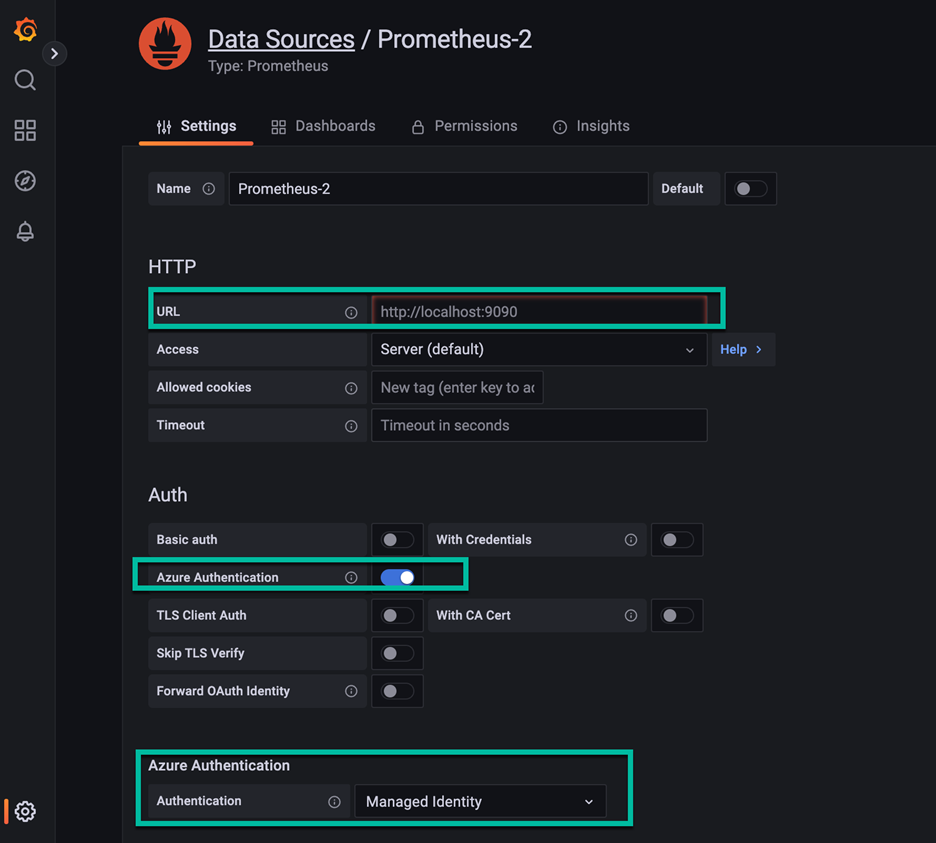 Data Sources / Prometheus-2
Type: Prometheus
Settings Dashboards Permissions Insights
Name Prometheus-2 Default
HTTP
URL http://localhost:9090
Access Server (default) Help
Allowed cookies New tag (enter key to ad
Timeout Timeout in seconds
Auth
Basic auth With Credentials
Azure Authentication
TLS Client Auth With CA Cert
Skip TLS Verify
Forward OAuth Identity
Azure Authentication
Authentication Managed Identity